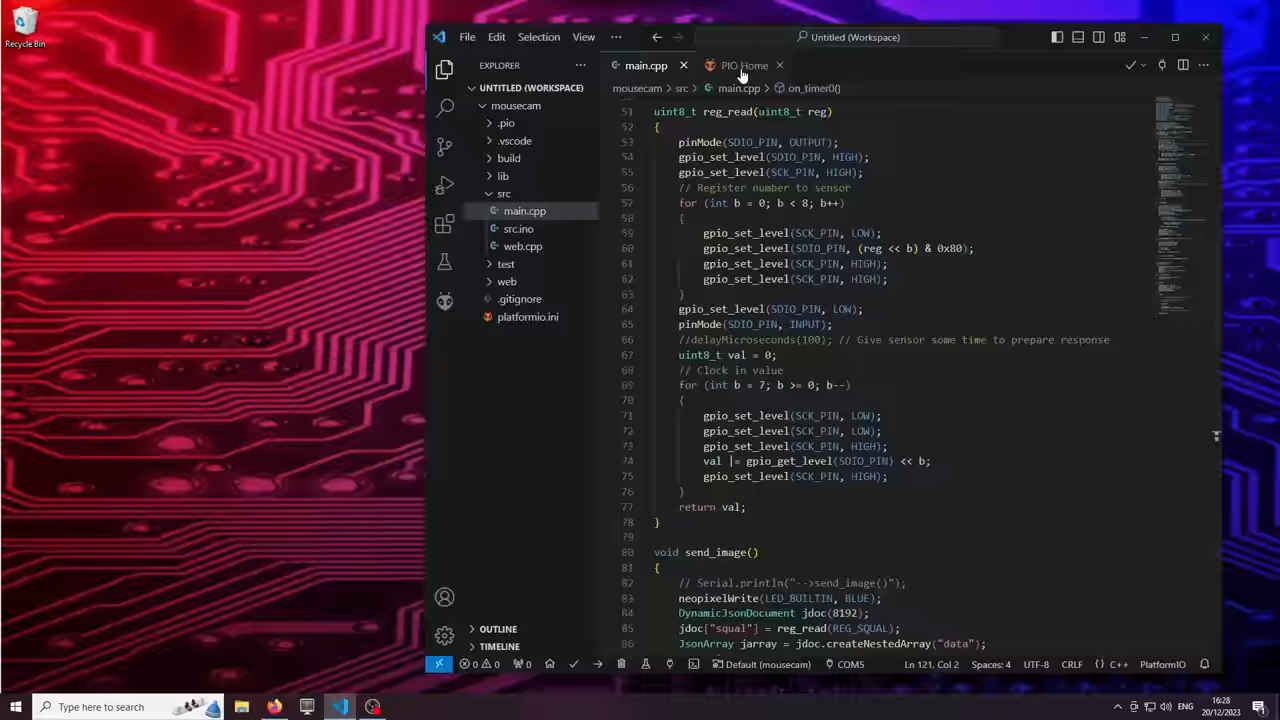 Recycle Bin
File Edit Selection View ··· Untitled (Workspace)
EXPLORER
UNTITLED (WORKSPACE)
mousecam
.pio
.vscode
build
lib
src
main.cpp
src.ino
web.cpp
test
web
.gitignore
platformio.ini
OUTLINE
TIMELINE
main.cpp PIO Home
mousecam > src > main.cpp > on_timer0()
51 uint8_t reg_read(uint8_t reg)
52 {
53 pinMode(SDIO_PIN, OUTPUT);
54 gpio_set_level(SDIO_PIN, HIGH);
55 gpio_set_level(SCK_PIN, HIGH);
56 // Register number to sensor
57 for (int b = 0; b < 8; b++)
58 {
59 gpio_set_level(SCK_PIN, LOW);
60 gpio_set_level(SDIO_PIN, (reg << b) & 0x80);
61 gpio_set_level(SCK_PIN, HIGH);
62 gpio_set_level(SCK_PIN, HIGH);
63 }
64 gpio_set_level(SDIO_PIN, LOW);
65 pinMode(SDIO_PIN, INPUT);
66 //delayMicroseconds(100); // Give sensor some time to prepare response
67 uint8_t val = 0;
68 // Clock in value
69 for (int b = 7; b >= 0; b--)
70 {
71 gpio_set_level(SCK_PIN, LOW);
72 gpio_set_level(SCK_PIN, LOW);
73 gpio_set_level(SCK_PIN, HIGH);
74 val |= gpio_get_level(SDIO_PIN) << b;
75 gpio_set_level(SCK_PIN, HIGH);
76 }
77 return val;
78 }
79
80 void send_image()
81 {
82 // Serial.println("-->send_image()");
83 neopixelWrite(LED_BUILTIN, BLUE);
84 DynamicJsonDocument jdoc(8192);
85 jdoc["squal"] = reg_read(REG_SQUAL);
86 JsonArray jarray = jdoc.createNestedArray("data");
0 0 0 Default (mousecam) COM5 Ln 121, Col 2 Spaces: 4 UTF-8 CRLF {} C++ PlatformIO
Type here to search
ENG
16:28
20/12/2023